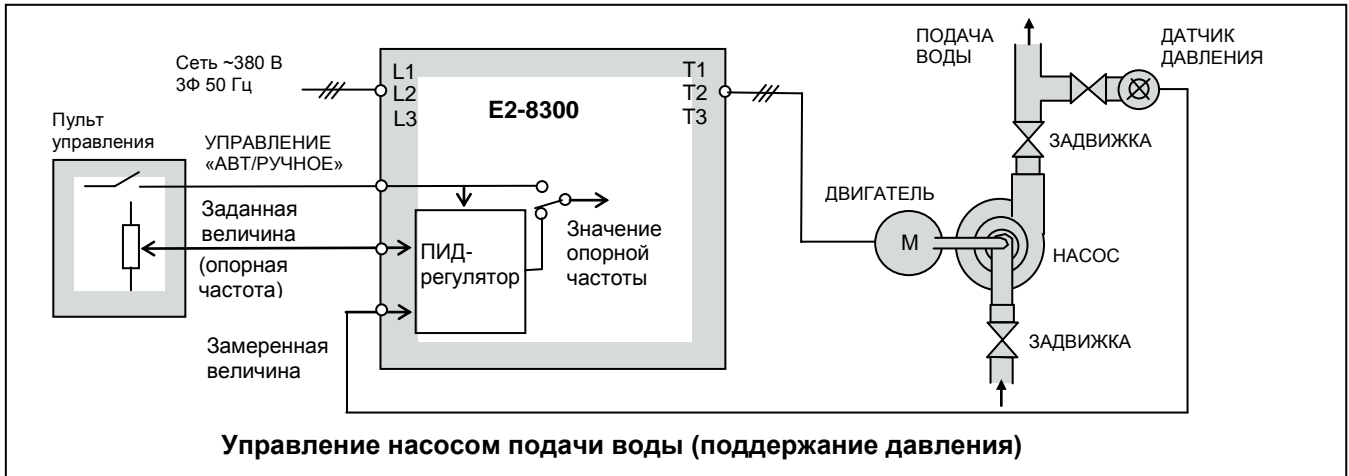 Сеть ~380 В
3Ф 50 Гц
L1
L2
L3
E2-8300
T1
T2
T3
ПОДАЧА
ВОДЫ
ДАТЧИК
ДАВЛЕНИЯ
Пульт
управления
УПРАВЛЕНИЕ
«АВТ/РУЧНОЕ»
ЗАДВИЖКА
Заданная
величина
(опорная
частота)
ПИД-
регулятор
Значение
опорной
частоты
ДВИГАТЕЛЬ
М
НАСОС
Замеренная
величина
ЗАДВИЖКА
Управление насосом подачи воды (поддержание давления)